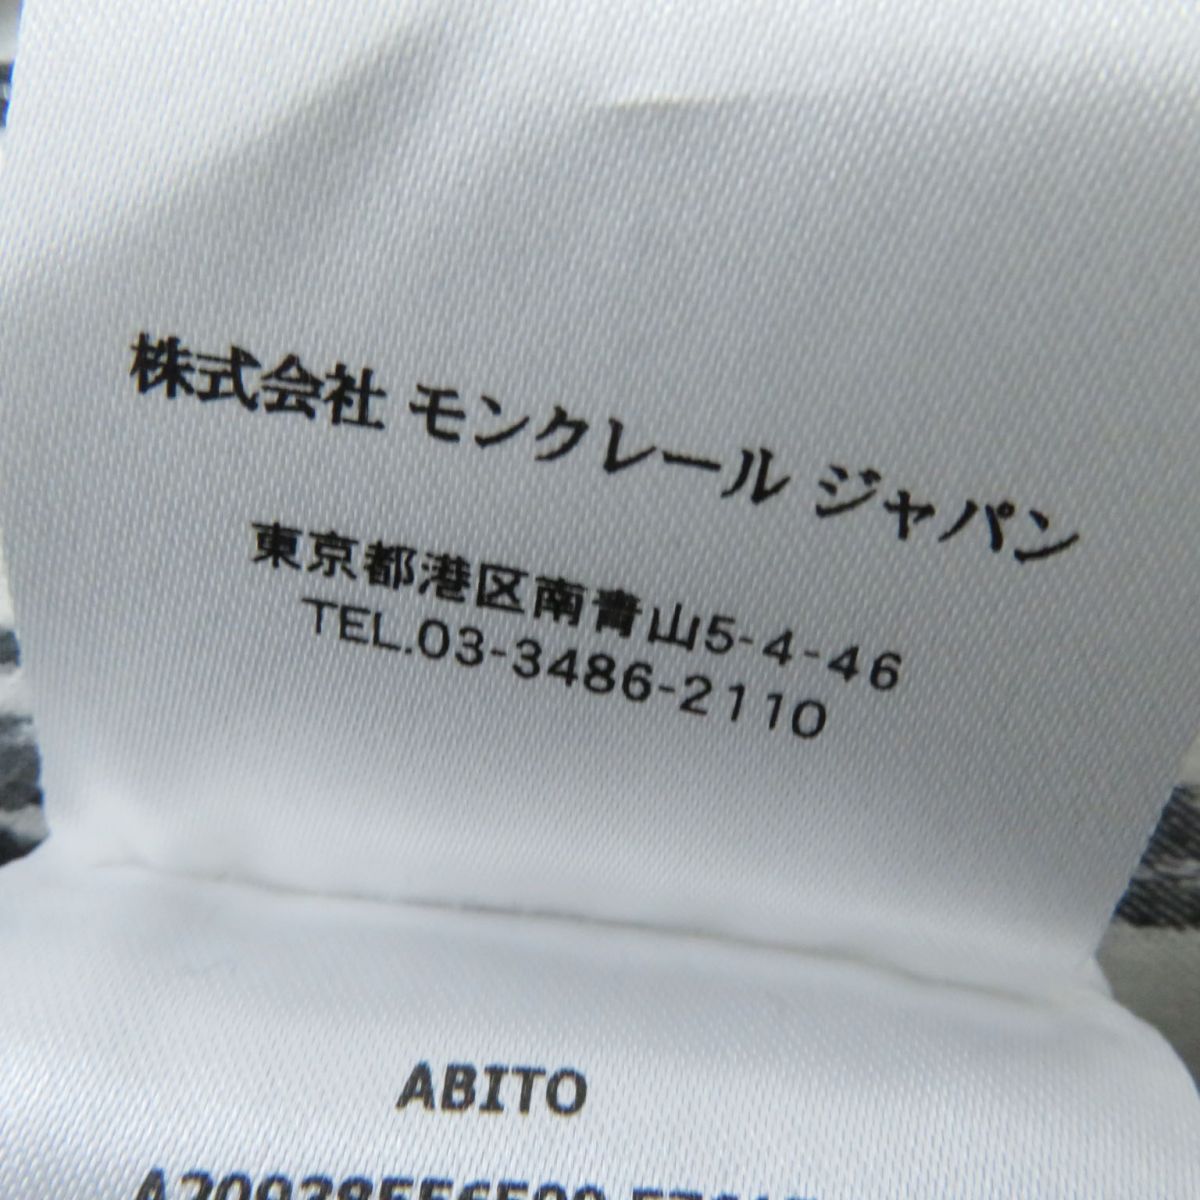 株式会社 モンクレール ジャパン
東京都港区南青山5-4-46
TEL.03-3486-2110
ABITO